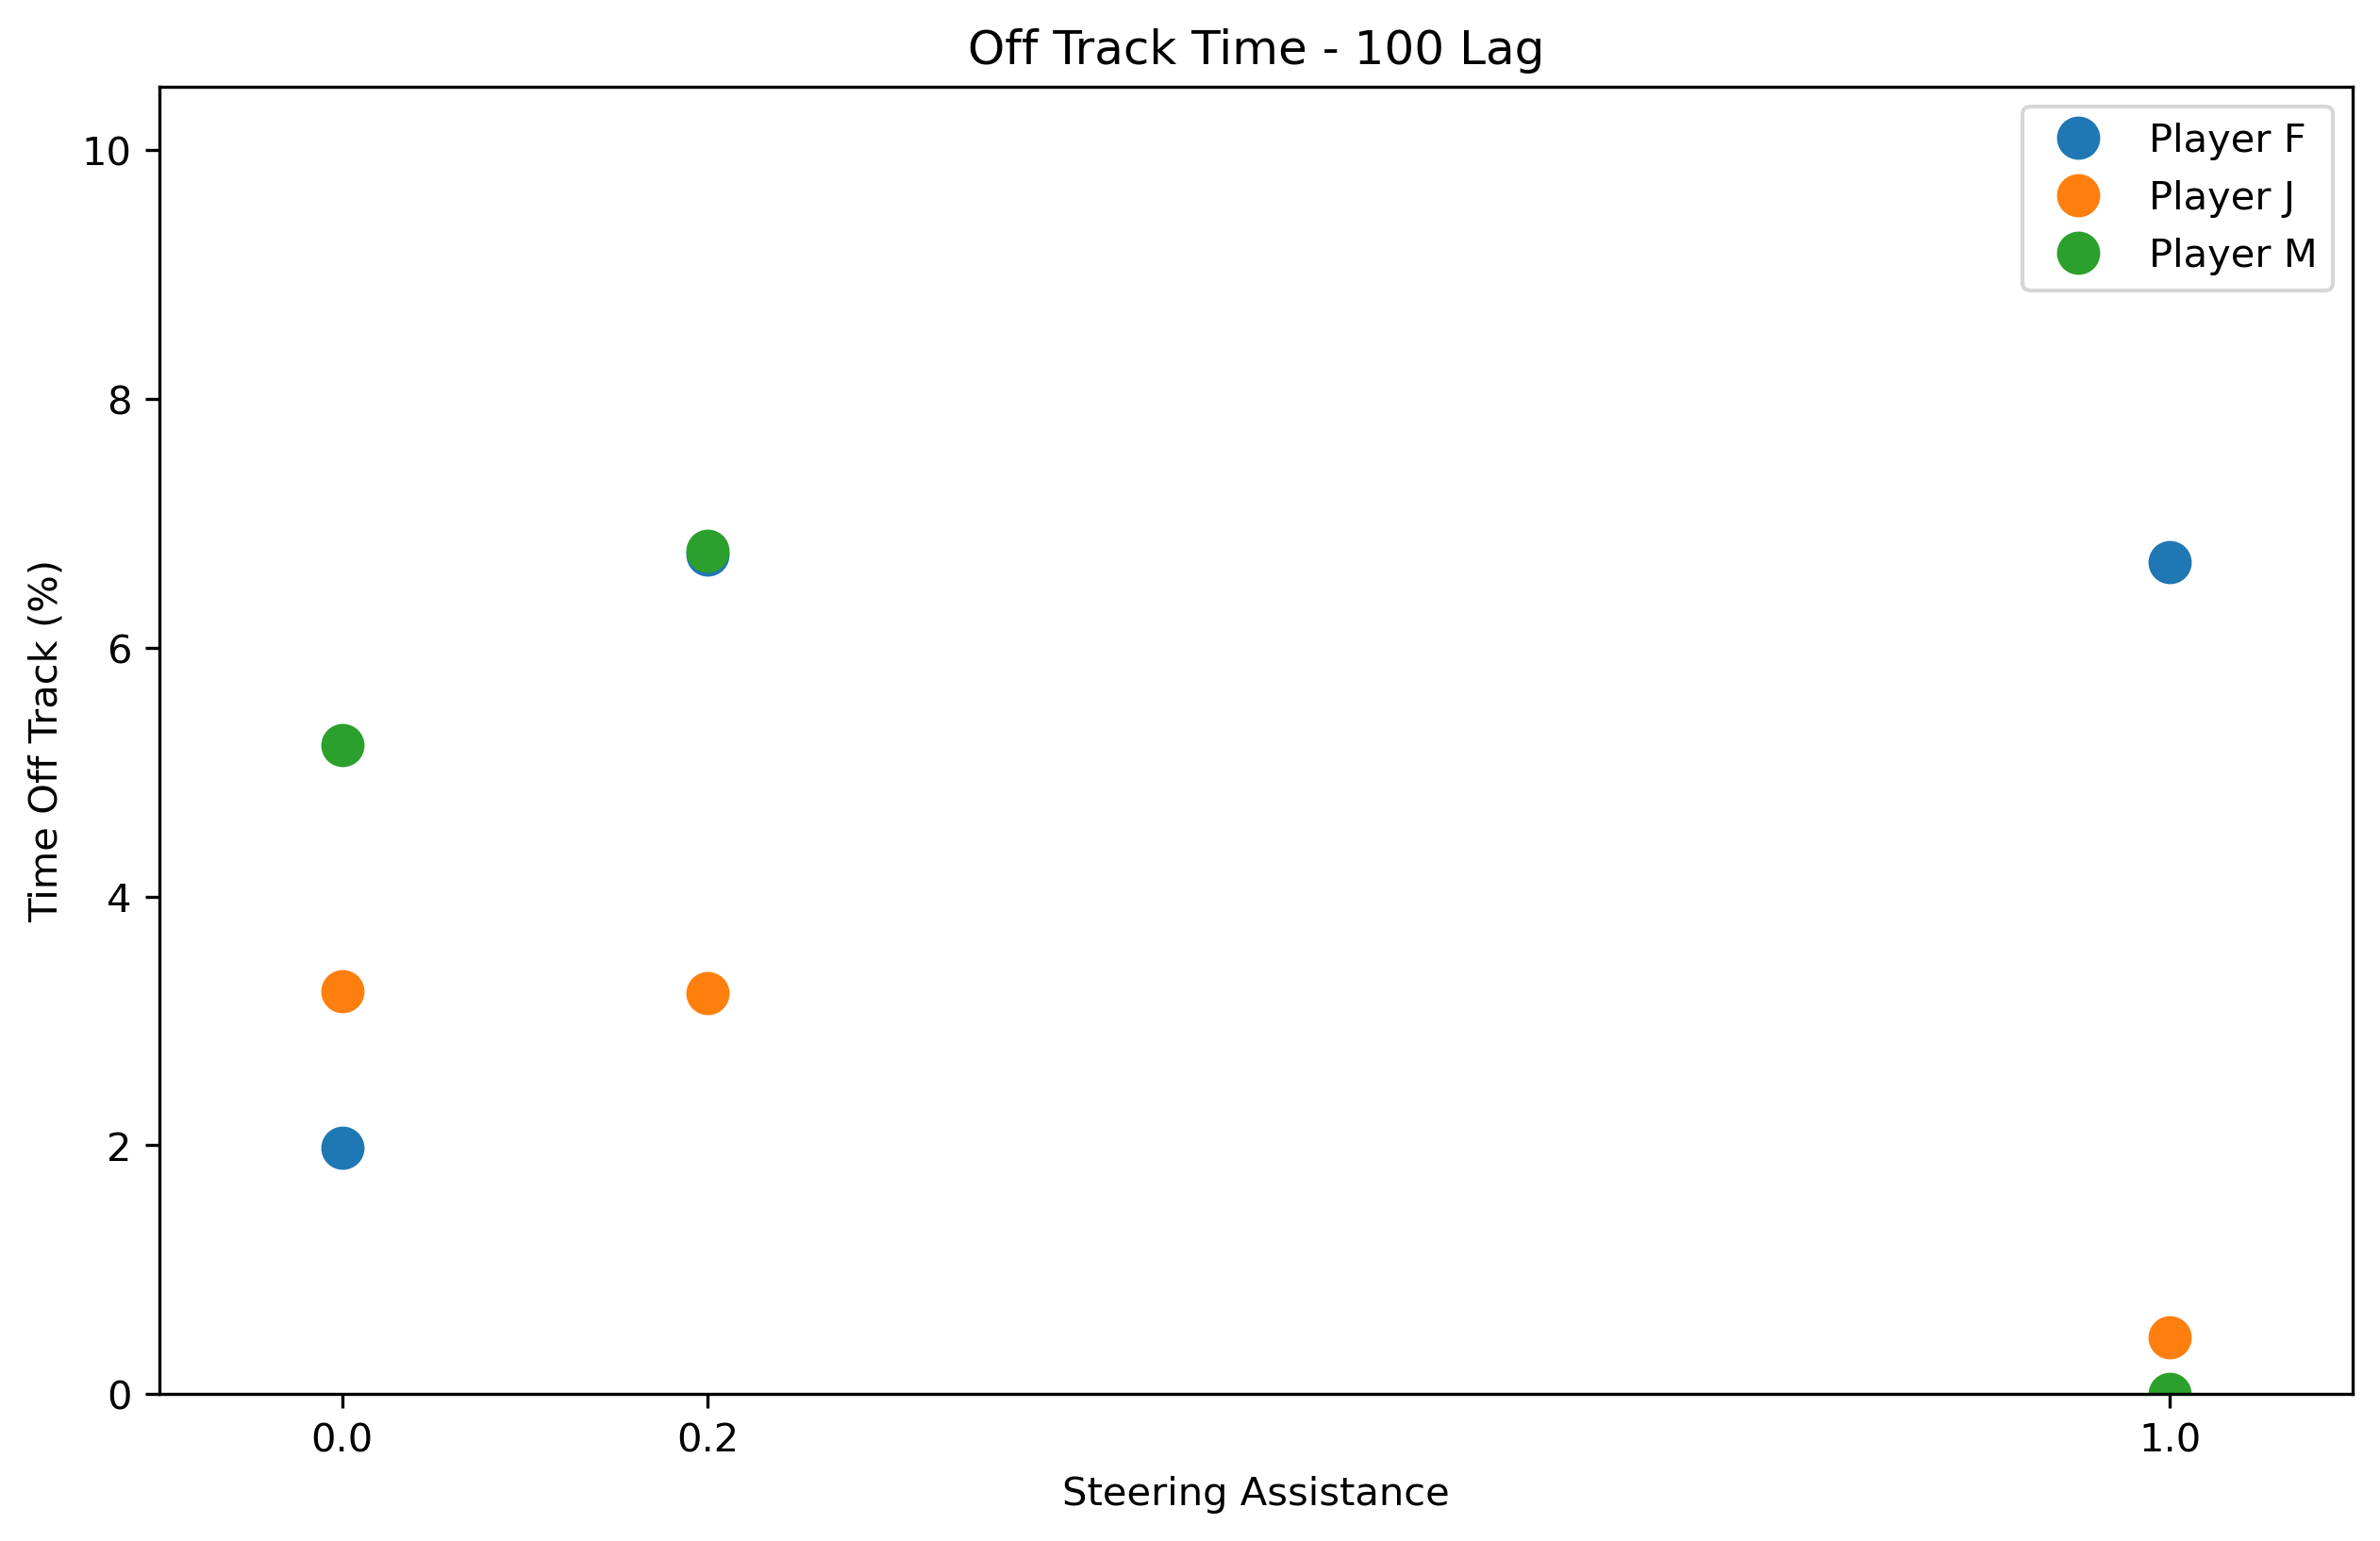 Off Track Time - 100 Lag
Player F
Player J
Player M
10
8
6
4
2
0
Time Off Track (%)
0.0 0.2 1.0
Steering Assistance